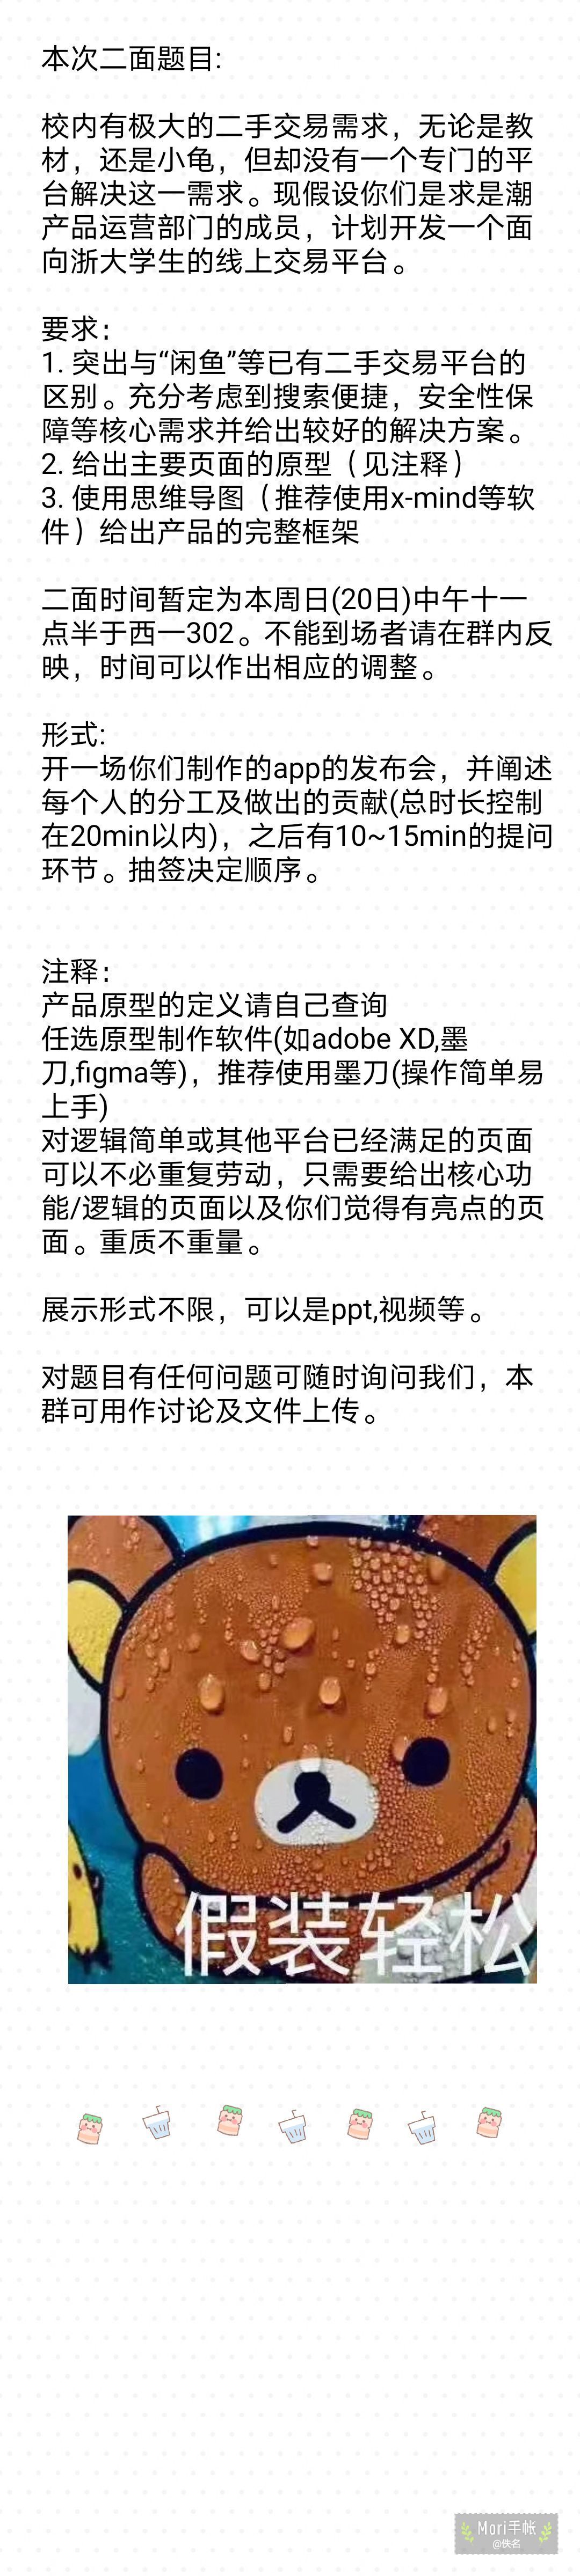 本次二面题目:
校内有极大的二手交易需求，无论是教
材，还是小龟，但却没有一个专门的平
台解决这一需求。现假设你们是求是潮
产品运营部门的成员，计划开发一个面
向浙大学生的线上交易平台。
要求：
1. 突出与“闲鱼”等已有二手交易平台的
区别。充分考虑到搜索便捷，安全性保
障等核心需求并给出较好的解决方案。
2. 给出主要页面的原型（见注释）
3. 使用思维导图（推荐使用x-mind等软
件）给出产品的完整框架
二面时间暂定为本周日(20日)中午十一
点半于西一302。不能到场者请在群内反
映，时间可以作出相应的调整。
形式:
开一场你们制作的app的发布会，并阐述
每个人的分工及做出的贡献(总时长控制
在20min以内)，之后有10~15min的提问
环节。抽签决定顺序。
注释：
产品原型的定义请自己查询
任选原型制作软件(如adobe XD,墨
刀,figma等)，推荐使用墨刀(操作简单易
上手)
对逻辑简单或其他平台已经满足的页面
可以不必重复劳动，只需要给出核心功
能/逻辑的页面以及你们觉得有亮点的页
面。重质不重量。
展示形式不限，可以是ppt,视频等。
对题目有任何问题可随时询问我们，本
群可用作讨论及文件上传。
假装轻松
Mori手帐
@佚名